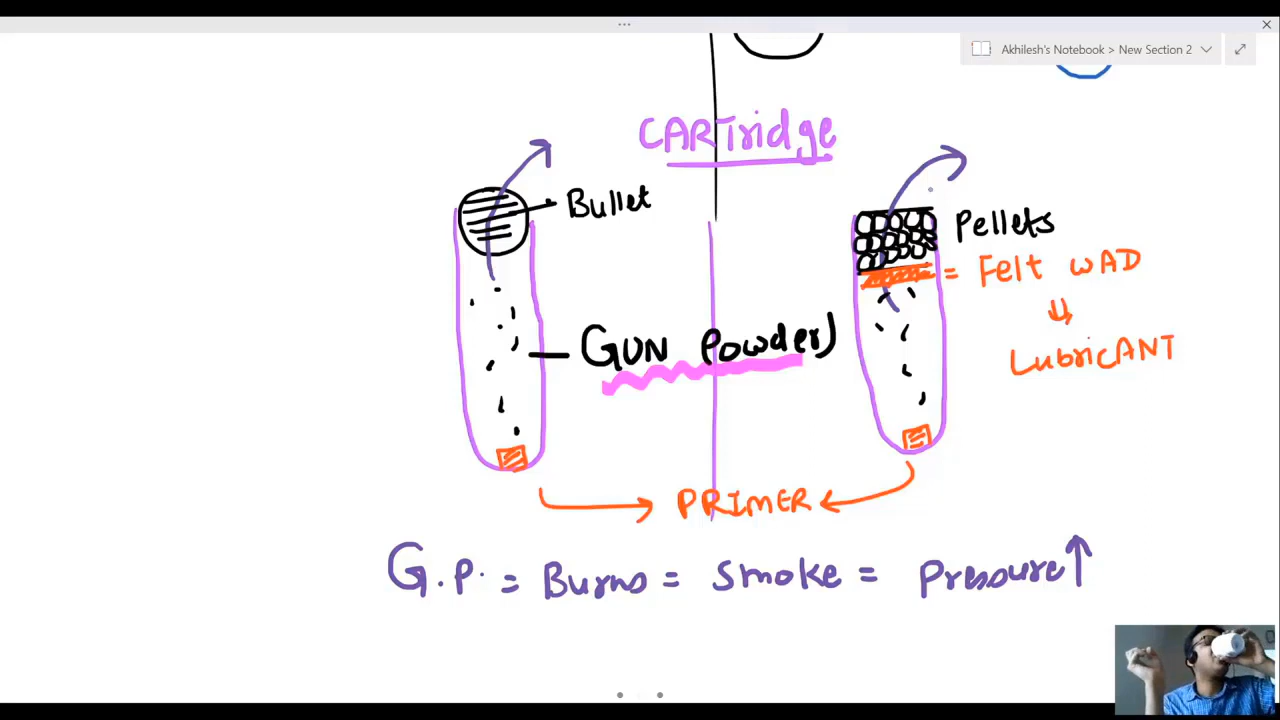 Akhilesh's Notebook > New Section 2
CARTridge
Bullet
Pellets
= Felt WAD
LubricANT
GUN Powder)
PRIMER
G.P. = Burns = Smoke = Pressure↑